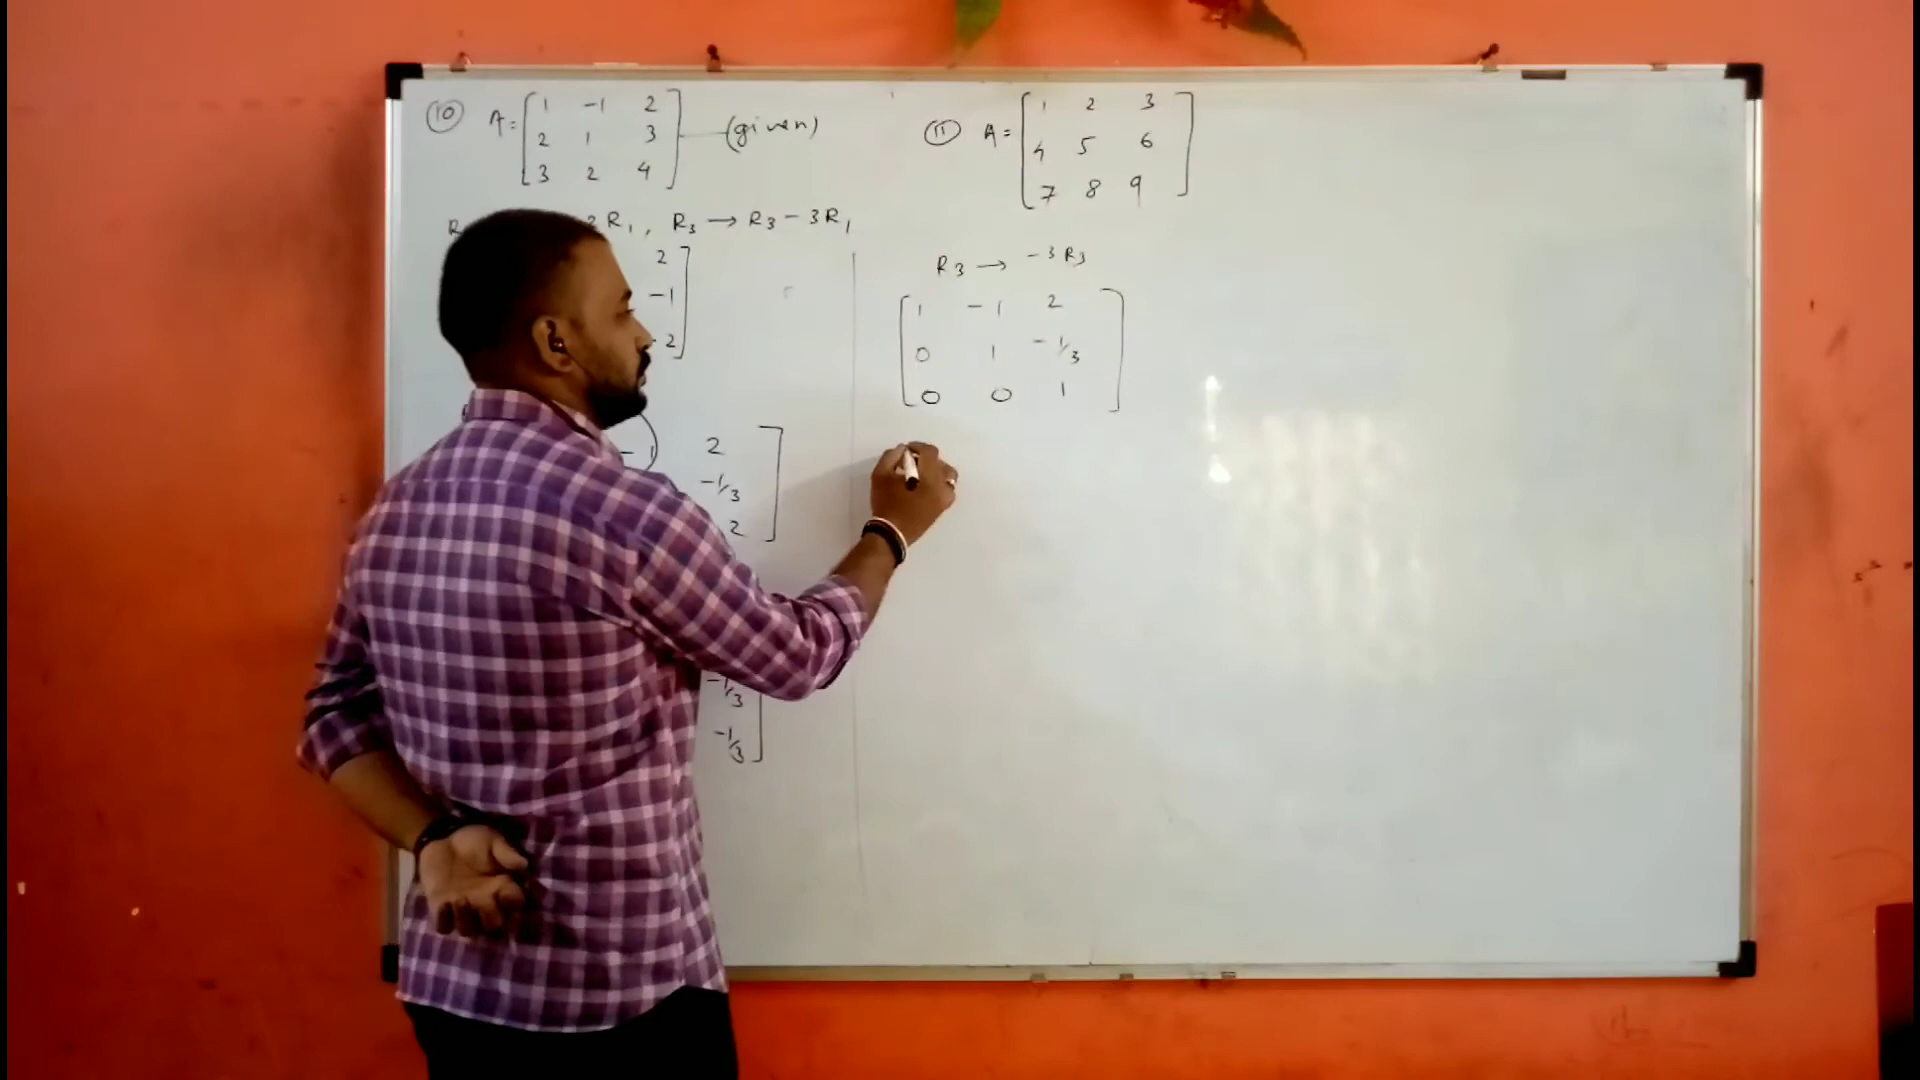 (10) A = [1 -1 2
2 1 3 (given)
3 2 4]
R₁, R₃ → R₃ - 3R₁
2
-1
2
-1 2
-1/3
2
-1/3
-1/3
(11) A = [1 2 3
4 5 6
7 8 9]
R₃ → -3R₃
[1 -1 2
0 1 -1/3
0 0 1]